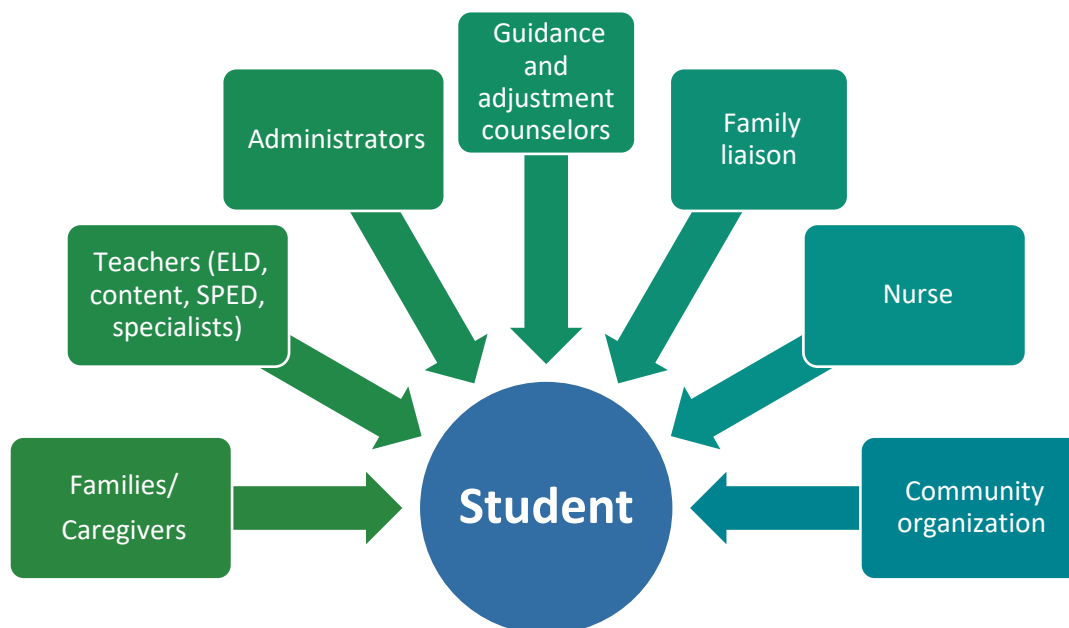 Guidance
and
adjustment
counselors
Administrators
Family
liaison
Teachers (ELD,
content, SPED,
specialists)
Nurse
Families/
Caregivers
Student
Community
organization